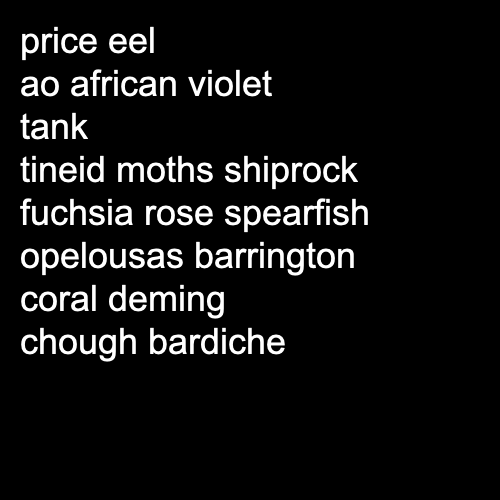 price eel
ao african violet
tank
tineid moths shiprock
fuchsia rose spearfish
opelousas barrington
coral deming
chough bardiche